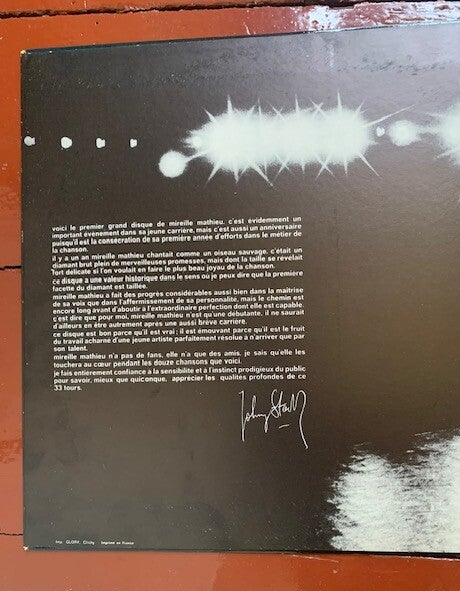 voici le premier grand disque de mireille mathieu. c'est évidemment un
important évènement dans sa jeune carrière, mais c'est aussi un anniversaire
puisqu'il est la consécration de sa première année d'efforts dans le métier de
la chanson.
il y a un an mireille mathieu chantait comme un oiseau sauvage. c'était un
diamant brut plein de merveilleuses promesses, mais dont la taille se révélait
fort délicate si l'on voulait en faire le plus beau joyau de la chanson.
ce disque a une valeur historique dans le sens où je peux dire que la première
facette du diamant est taillée.
mireille mathieu a fait des progrès considérables aussi bien dans la maîtrise
de sa voix que dans l'affermissement de sa personnalité, mais le chemin est
encore long avant d'aboutir à l'extraordinaire perfection dont elle est capable.
c'est dire que pour moi, mireille mathieu n'est qu'une débutante, il ne saurait
d'ailleurs en être autrement après une aussi brève carrière.
ce disque est bon parce qu'il est vrai ; il est émouvant parce qu'il est le fruit
du travail acharné d'une jeune artiste parfaitement résolue à n'arriver que par
son talent.
mireille mathieu n'a pas de fans, elle n'a que des amis. je sais qu'elle les
touchera au cœur pendant les douze chansons que voici.
je fais entièrement confiance à la sensibilité et à l'instinct prodigieux du public
pour savoir, mieux que quiconque, apprécier les qualités profondes de ce
33 tours.
Johny Stark
Imp. GLORY, Clichy Imprimé en France